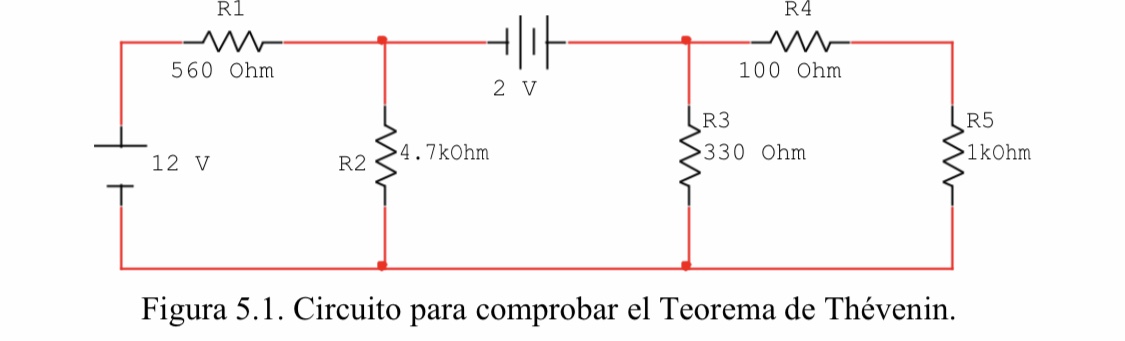 R1
R4
560 Ohm
100 Ohm
2 V
R3
R5
12 V
R2
4.7kOhm
330 Ohm
1kOhm
Figura 5.1. Circuito para comprobar el Teorema de Thévenin.